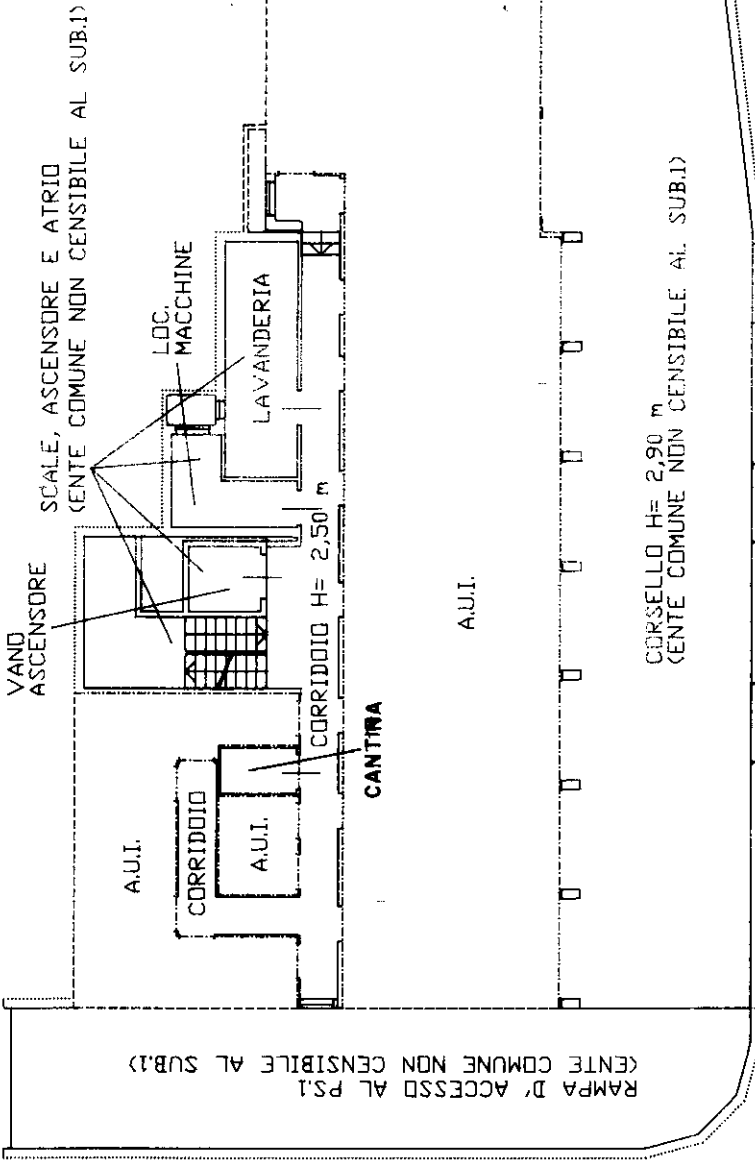 SCALE, ASCENSORE E ATRIO
(ENTE COMUNE NON CENSIBILE AL SUB.1)
VANO
ASCENSORE
LOC.
MACCHINE
LAVANDERIA
A.U.I.
CORRIDOIO
A.U.I.
CORRIDOIO H= 2,50 m
CANTINA
A.U.I.
CORSELLO H= 2,90 m
(ENTE COMUNE NON CENSIBILE AL SUB.1)
RAMPA D' ACCESSO AL PS.1
(ENTE COMUNE NON CENSIBILE AL SUB.1)